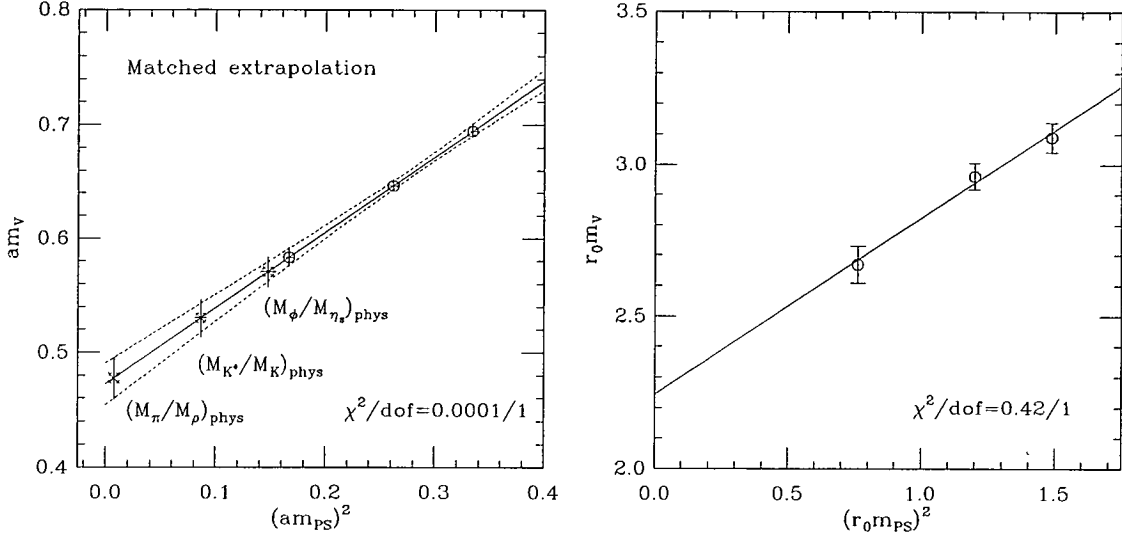 Matched extrapolation
0.8
0.7
0.6
0.5
0.4
am_V
(M_ϕ/M_{η_s})_phys
(M_{K*}/M_K)_phys
(M_π/M_ρ)_phys
χ²/dof=0.0001/1
0.0 0.1 0.2 0.3 0.4
(am_PS)²
3.5
3.0
2.5
2.0
r_0m_V
χ²/dof=0.42/1
0.0 0.5 1.0 1.5
(r_0m_PS)²